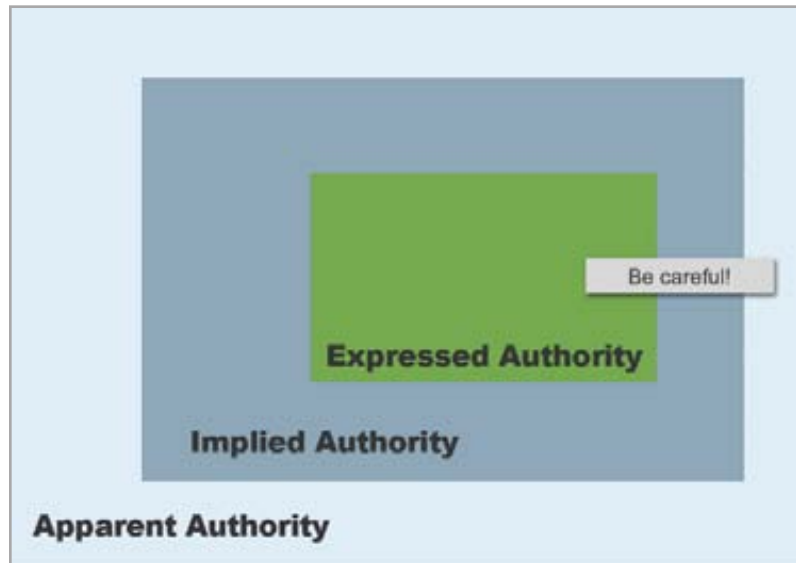 Be careful!
Expressed Authority
Implied Authority
Apparent Authority